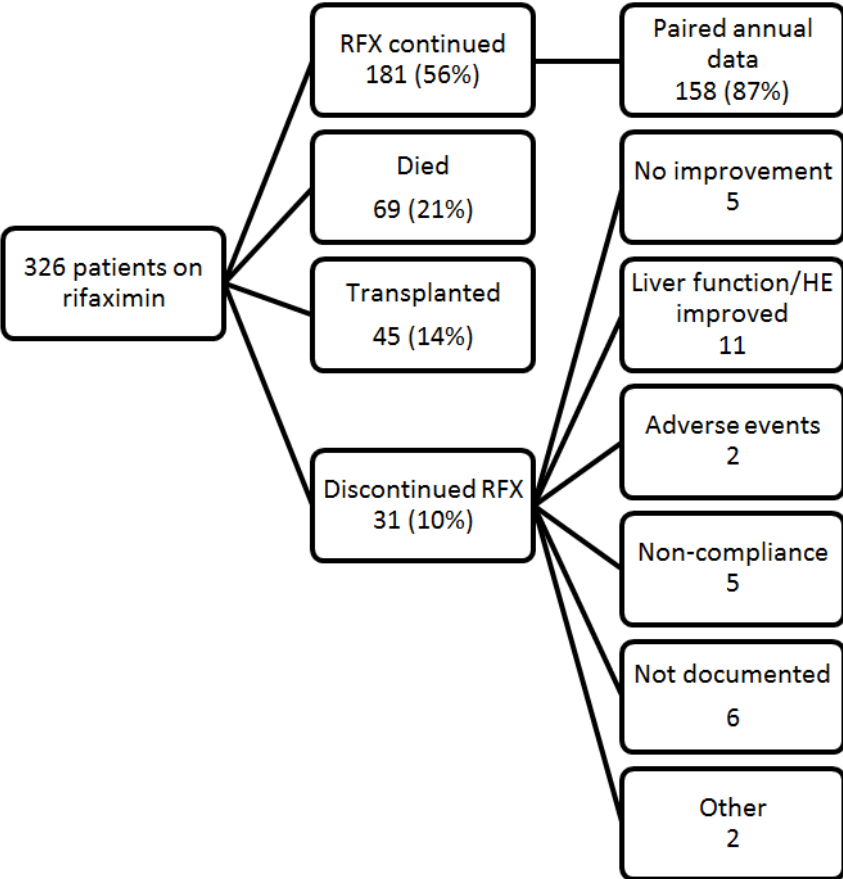 326 patients on
rifaximin
RFX continued
181 (56%)
Died
69 (21%)
Transplanted
45 (14%)
Discontinued RFX
31 (10%)
Paired annual
data
158 (87%)
No improvement
5
Liver function/HE
improved
11
Adverse events
2
Non-compliance
5
Not documented
6
Other
2